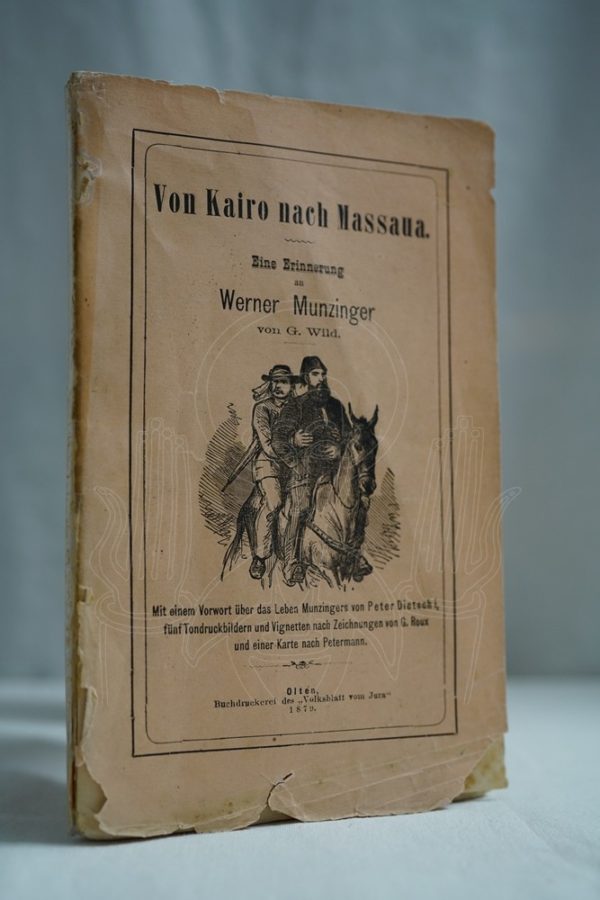 Von Kairo nach Massaua.
Eine Erinnerung
an
Werner Munzinger
von G. Wild.
Mit einem Vorwort über das Leben Munzingers von Peter Dietschi,
fünf Tondruckbildern und Vignetten nach Zeichnungen von G. Roux
und einer Karte nach Petermann.
Olten,
Buchdruckerei des „Volksblatt vom Jura“
1879.